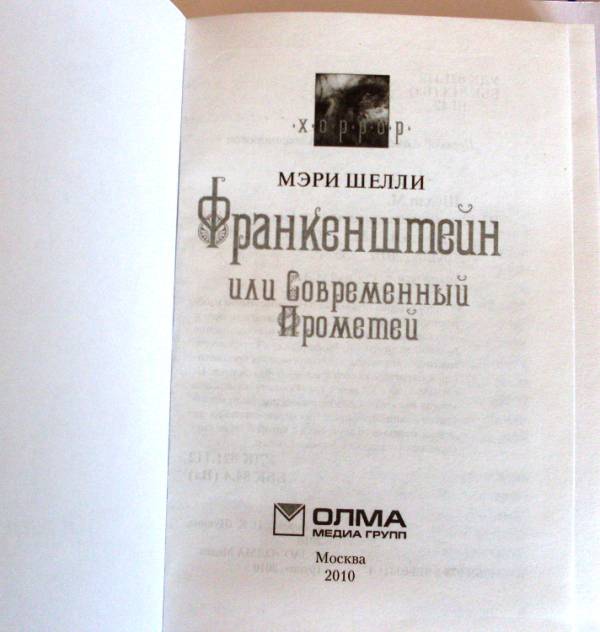 ·Х·О·Р·Р·О·Р·
МЭРИ ШЕЛЛИ
Франкенштейн
или Современный
Прометей
ОЛМА
МЕДИА ГРУПП
Москва
2010